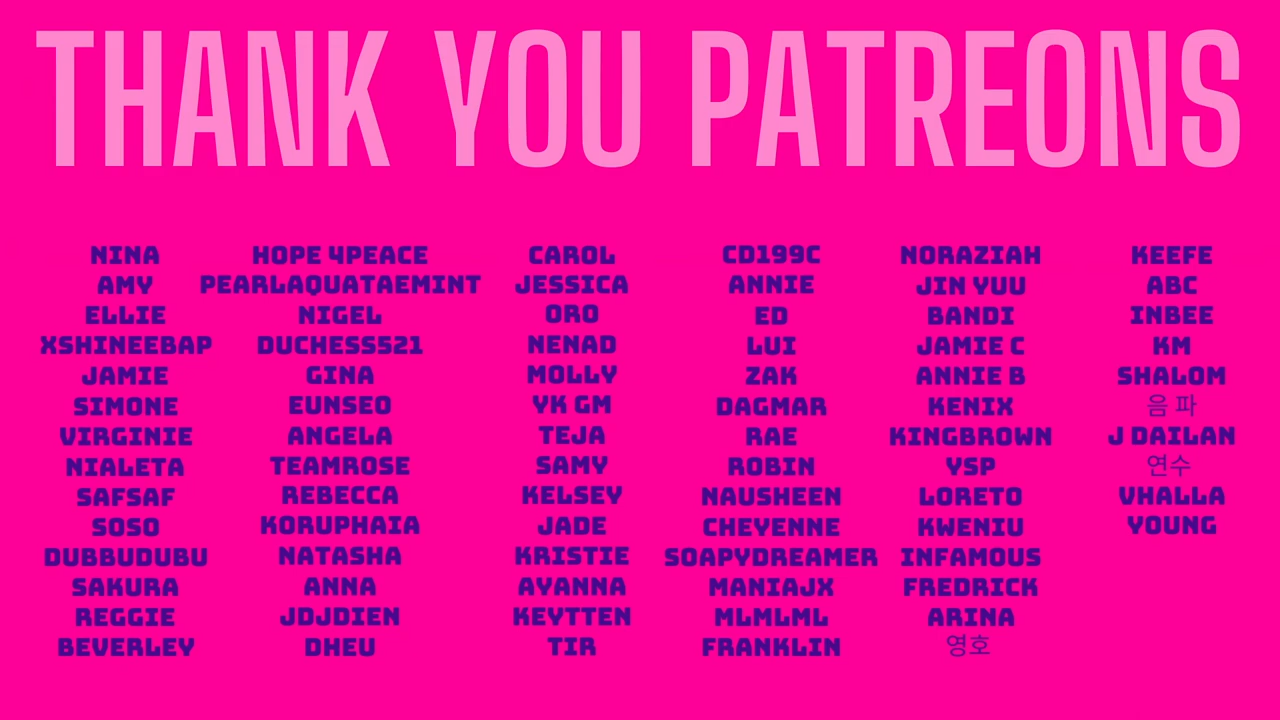 THANK YOU PATREONS
NINA
AMY
ELLIE
XSHINEEBAP
JAMIE
SIMONE
VIRGINIE
NIALETA
SAFSAF
SOSO
DUBBUDUBU
SAKURA
REGGIE
BEVERLEY
HOPE 4PEACE
PEARLAQUATAEMINT
NIGEL
DUCHESS521
GINA
EUNSEO
ANGELA
TEAMROSE
REBECCA
KORUPHAIA
NATASHA
ANNA
JDJDIEN
DHEU
CAROL
JESSICA
ORO
NENAD
MOLLY
YK GM
TEJA
SAMY
KELSEY
JADE
KRISTIE
AYANNA
KEYTTEN
TIR
CD199C
ANNIE
ED
LUI
ZAK
DAGMAR
RAE
ROBIN
NAUSHEEN
CHEYENNE
SOAPYDREAMER
MANIAJX
MLMLML
FRANKLIN
NORAZIAH
JIN YUU
BANDI
JAMIE C
ANNIE B
KENIX
KINGBROWN
YSP
LORETO
KWENIU
INFAMOUS
FREDRICK
ARINA
영호
KEEFE
ABC
INBEE
KM
SHALOM
음 파
J DAILAN
연수
VHALLA
YOUNG